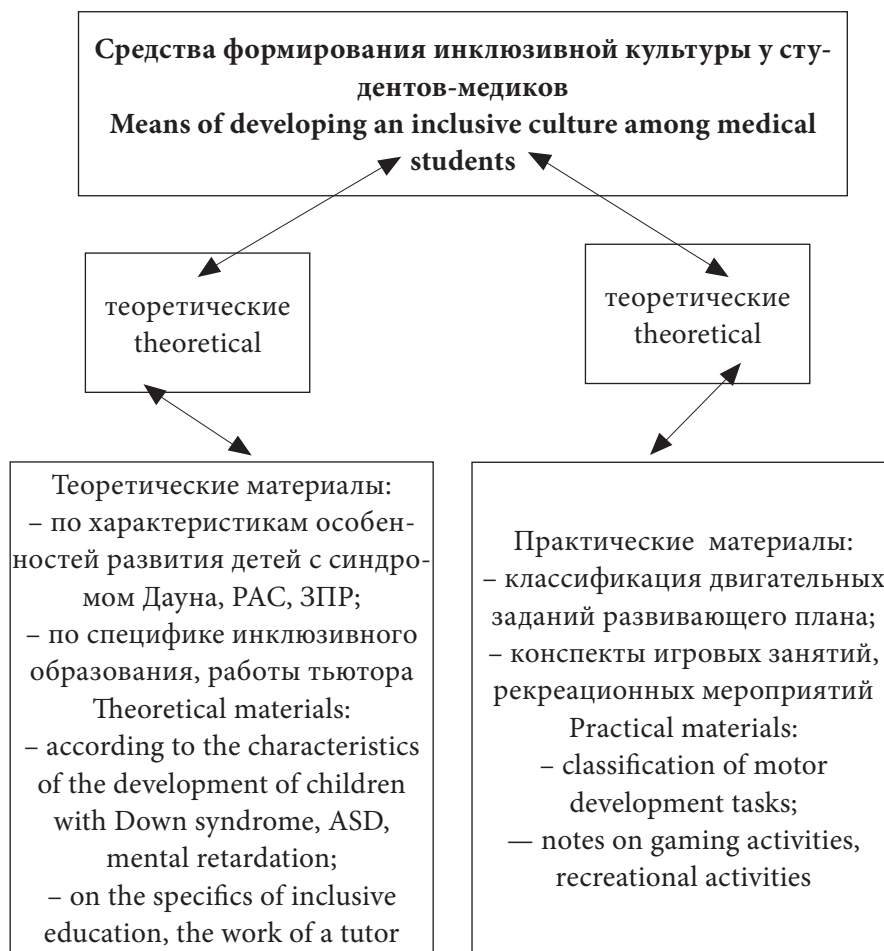 Средства формирования инклюзивной культуры у сту-
дентов-медиков
Means of developing an inclusive culture among medical
students
теоретические
theoretical
теоретические
theoretical
Теоретические материалы:
– по характеристикам особен-
ностей развития детей с синдро-
мом Дауна, РАС, ЗПР;
– по специфике инклюзивного
образования, работы тьютора
Theoretical materials:
– according to the characteristics
of the development of children
with Down syndrome, ASD,
mental retardation;
– on the specifics of inclusive
education, the work of a tutor
Практические материалы:
– классификация двигательных
заданий развивающего плана;
– конспекты игровых занятий,
рекреационных мероприятий
Practical materials:
– classification of motor
development tasks;
— notes on gaming activities,
recreational activities